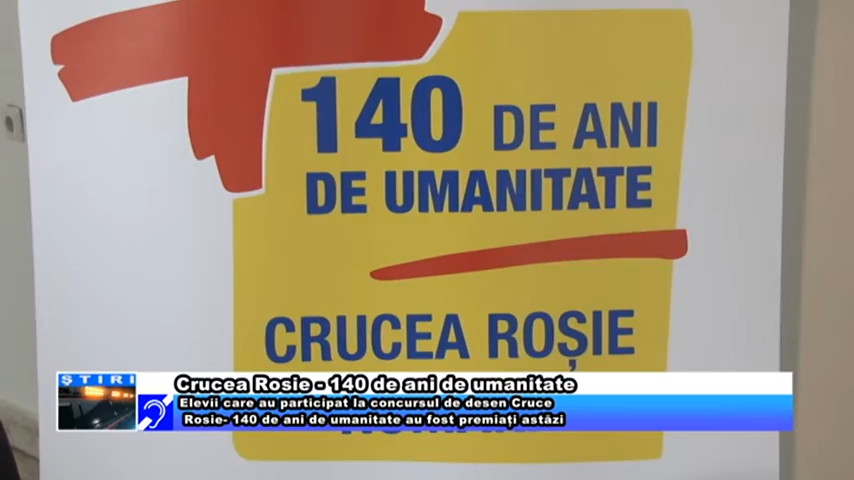 140 DE ANI
DE UMANITATE
CRUCEA ROȘIE
ȘTIRI
Crucea Rosie - 140 de ani de umanitate
Elevii care au participat la concursul de desen Cruce
Rosie- 140 de ani de umanitate au fost premiați astăzi